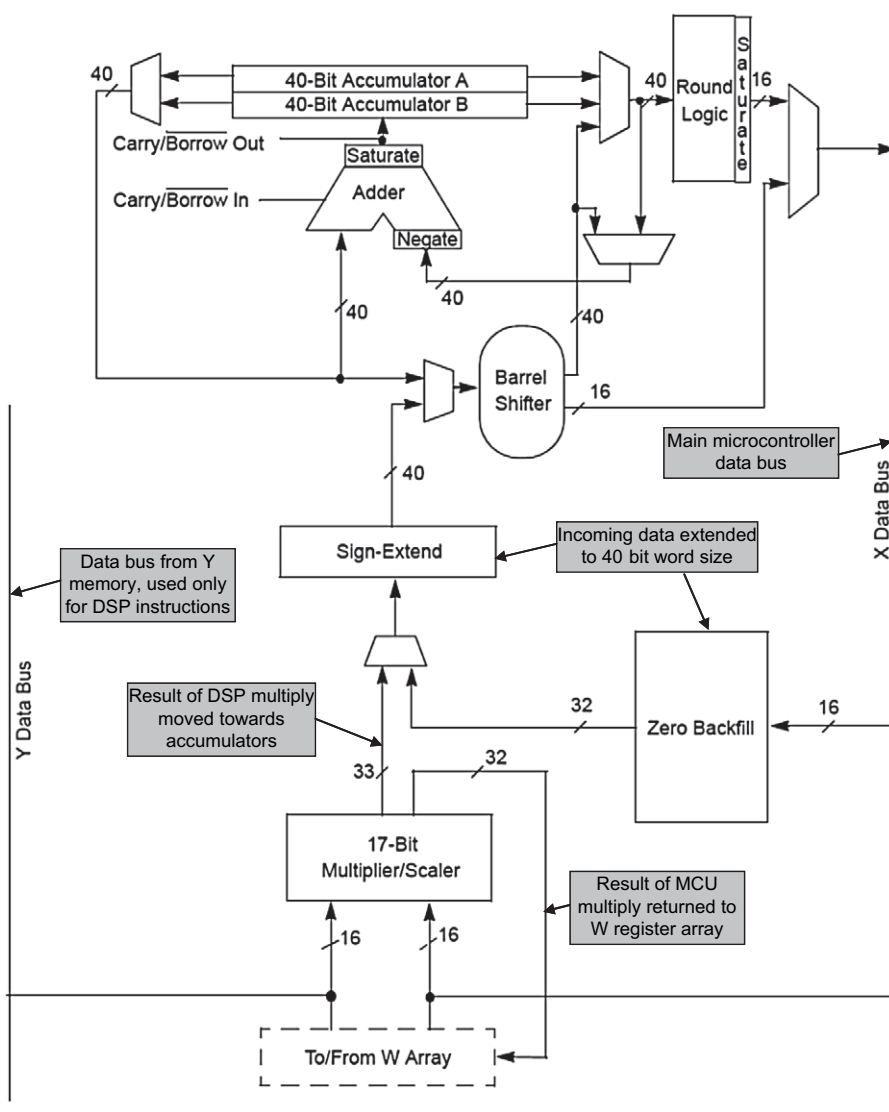 40
40-Bit Accumulator A
40-Bit Accumulator B
40
Round
Logic
Saturate
16
Carry/Borrow Out
Saturate
Carry/Borrow In
Adder
Negate
40
40
40
Barrel
Shifter
16
Main microcontroller
data bus
X Data Bus
40
Sign-Extend
Incoming data extended
to 40 bit word size
Data bus from Y
memory, used only
for DSP instructions
Y Data Bus
Result of DSP multiply
moved towards
accumulators
32
Zero Backfill
16
33
32
17-Bit
Multiplier/Scaler
Result of MCU
multiply returned to
W register array
16
16
To/From W Array